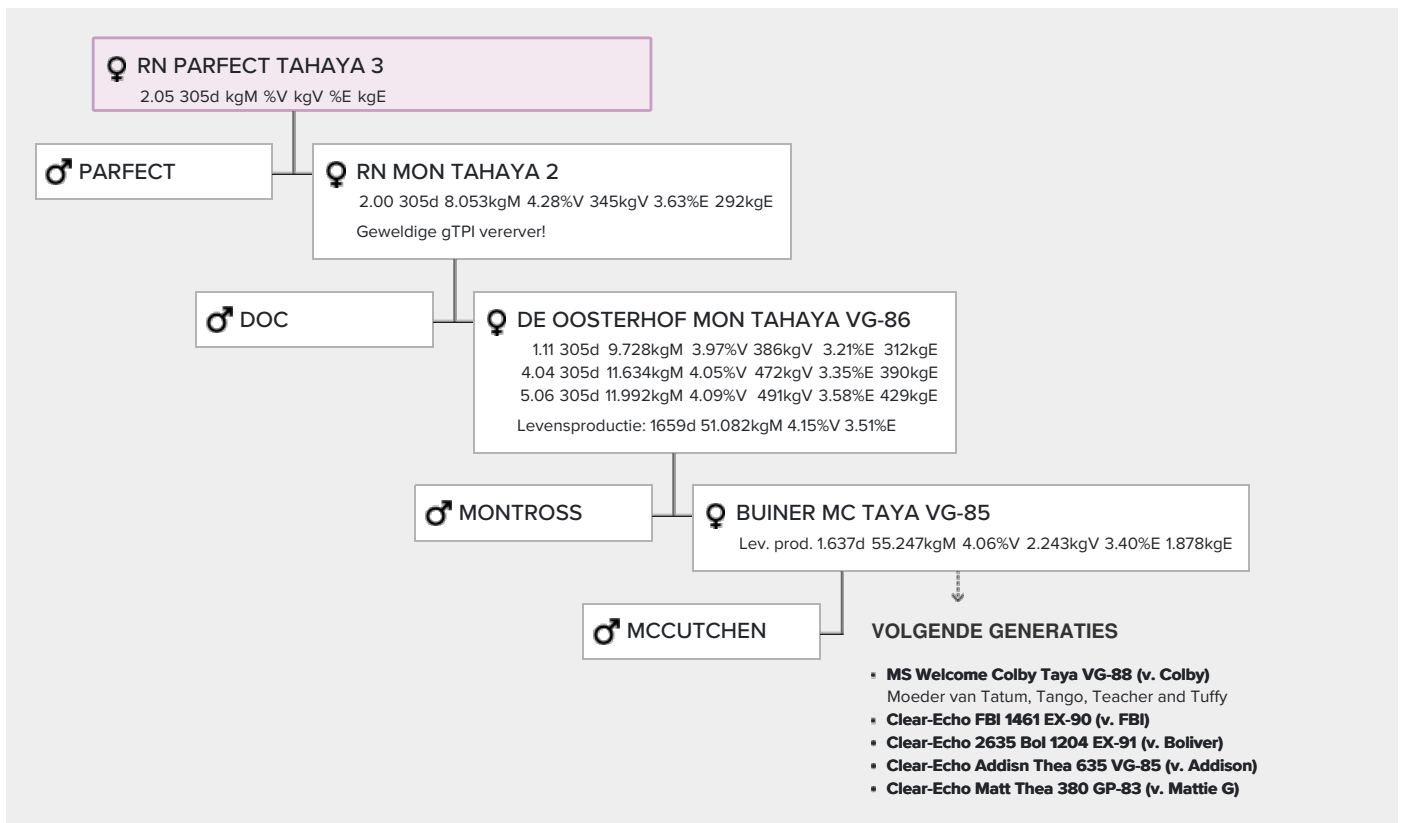 RN PARFECT TAHAYA 3
2.05 305d kgM %V kgV %E kgE
PARFECT
RN MON TAHAYA 2
2.00 305d 8.053kgM 4.28%V 345kgV 3.63%E 292kgE
Geweldige gTPI vererver!
DOC
DE OOSTERHOF MON TAHAYA VG-86
1.11 305d 9.728kgM 3.97%V 386kgV 3.21%E 312kgE
4.04 305d 11.634kgM 4.05%V 472kgV 3.35%E 390kgE
5.06 305d 11.992kgM 4.09%V 491kgV 3.58%E 429kgE
Levensproductie: 1659d 51.082kgM 4.15%V 3.51%E
MONTROSS
BUINER MC TAYA VG-85
Lev. prod. 1.637d 55.247kgM 4.06%V 2.243kgV 3.40%E 1.878kgE
MCCUTCHEN
VOLGENDE GENERATIES
MS Welcome Colby Taya VG-88 (v. Colby)
Moeder van Tatum, Tango, Teacher and Tuffy
Clear-Echo FBI 1461 EX-90 (v. FBI)
Clear-Echo 2635 Bol 1204 EX-91 (v. Boliver)
Clear-Echo Addisn Thea 635 VG-85 (v. Addison)
Clear-Echo Matt Thea 380 GP-83 (v. Mattie G)